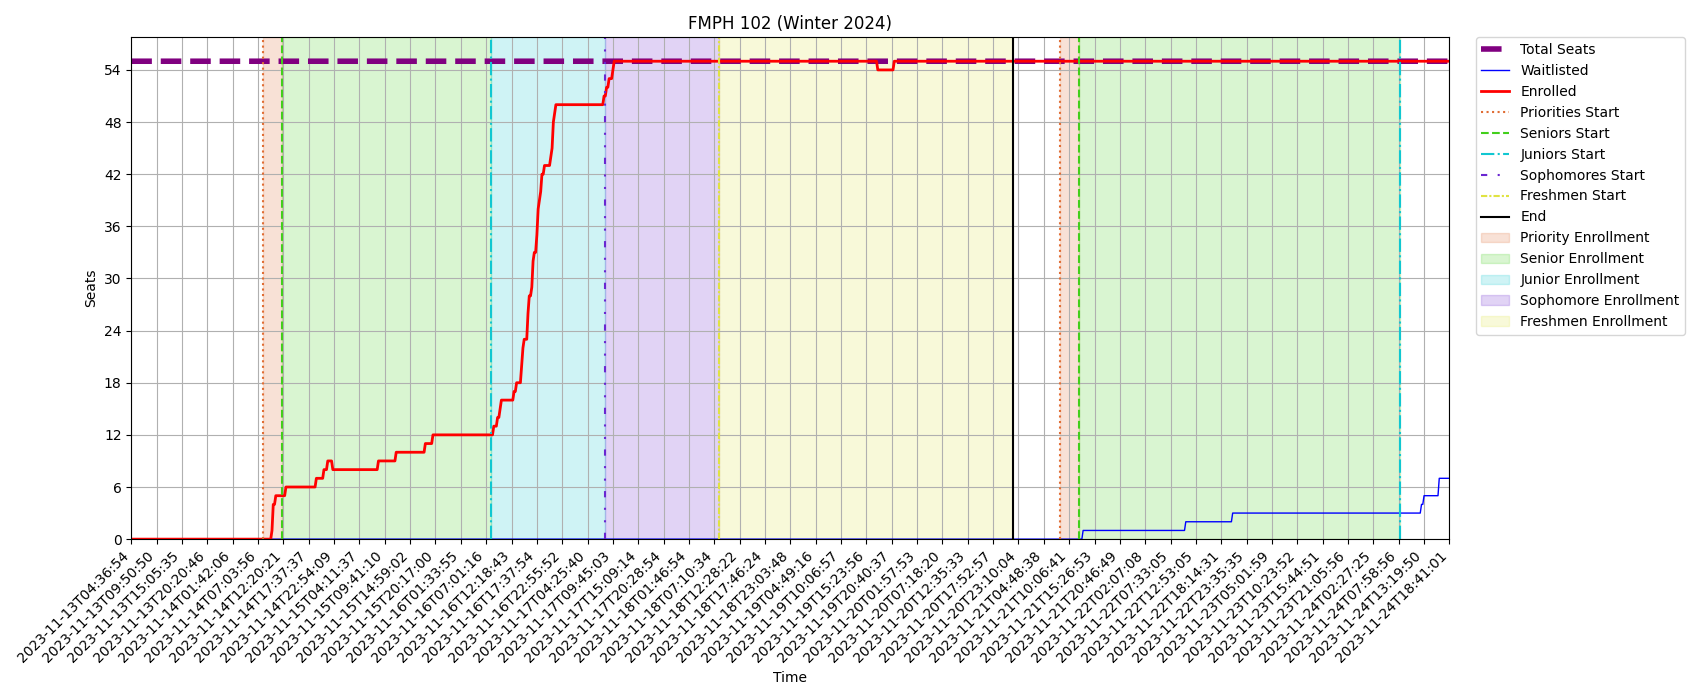 FMPH 102 (Winter 2024)
Seats
54
48
42
36
30
24
18
12
6
0
2023-11-13T04:36:54
2023-11-13T09:50:50
2023-11-13T15:05:35
2023-11-13T20:20:46
2023-11-14T01:42:06
2023-11-14T07:03:56
2023-11-14T12:20:21
2023-11-14T17:37:37
2023-11-14T22:54:09
2023-11-15T04:11:37
2023-11-15T09:41:10
2023-11-15T14:59:02
2023-11-15T20:17:00
2023-11-16T01:33:55
2023-11-16T07:01:16
2023-11-16T12:18:43
2023-11-16T17:37:54
2023-11-16T22:55:52
2023-11-17T04:25:40
2023-11-17T09:45:03
2023-11-17T15:09:14
2023-11-17T20:28:54
2023-11-18T01:46:54
2023-11-18T07:10:34
2023-11-18T12:28:22
2023-11-18T17:46:24
2023-11-18T23:03:48
2023-11-19T04:49:16
2023-11-19T10:06:57
2023-11-19T15:23:56
2023-11-19T20:40:37
2023-11-20T01:57:53
2023-11-20T07:18:20
2023-11-20T12:35:33
2023-11-20T17:52:57
2023-11-20T23:10:04
2023-11-21T04:48:38
2023-11-21T10:06:41
2023-11-21T15:26:53
2023-11-21T20:46:49
2023-11-22T02:07:08
2023-11-22T07:33:05
2023-11-22T12:53:05
2023-11-22T18:14:31
2023-11-22T23:35:35
2023-11-23T05:01:59
2023-11-23T10:23:52
2023-11-23T15:44:51
2023-11-23T21:05:56
2023-11-24T02:27:25
2023-11-24T07:58:56
2023-11-24T13:19:50
2023-11-24T18:41:01
Time
Total Seats
Waitlisted
Enrolled
Priorities Start
Seniors Start
Juniors Start
Sophomores Start
Freshmen Start
End
Priority Enrollment
Senior Enrollment
Junior Enrollment
Sophomore Enrollment
Freshmen Enrollment